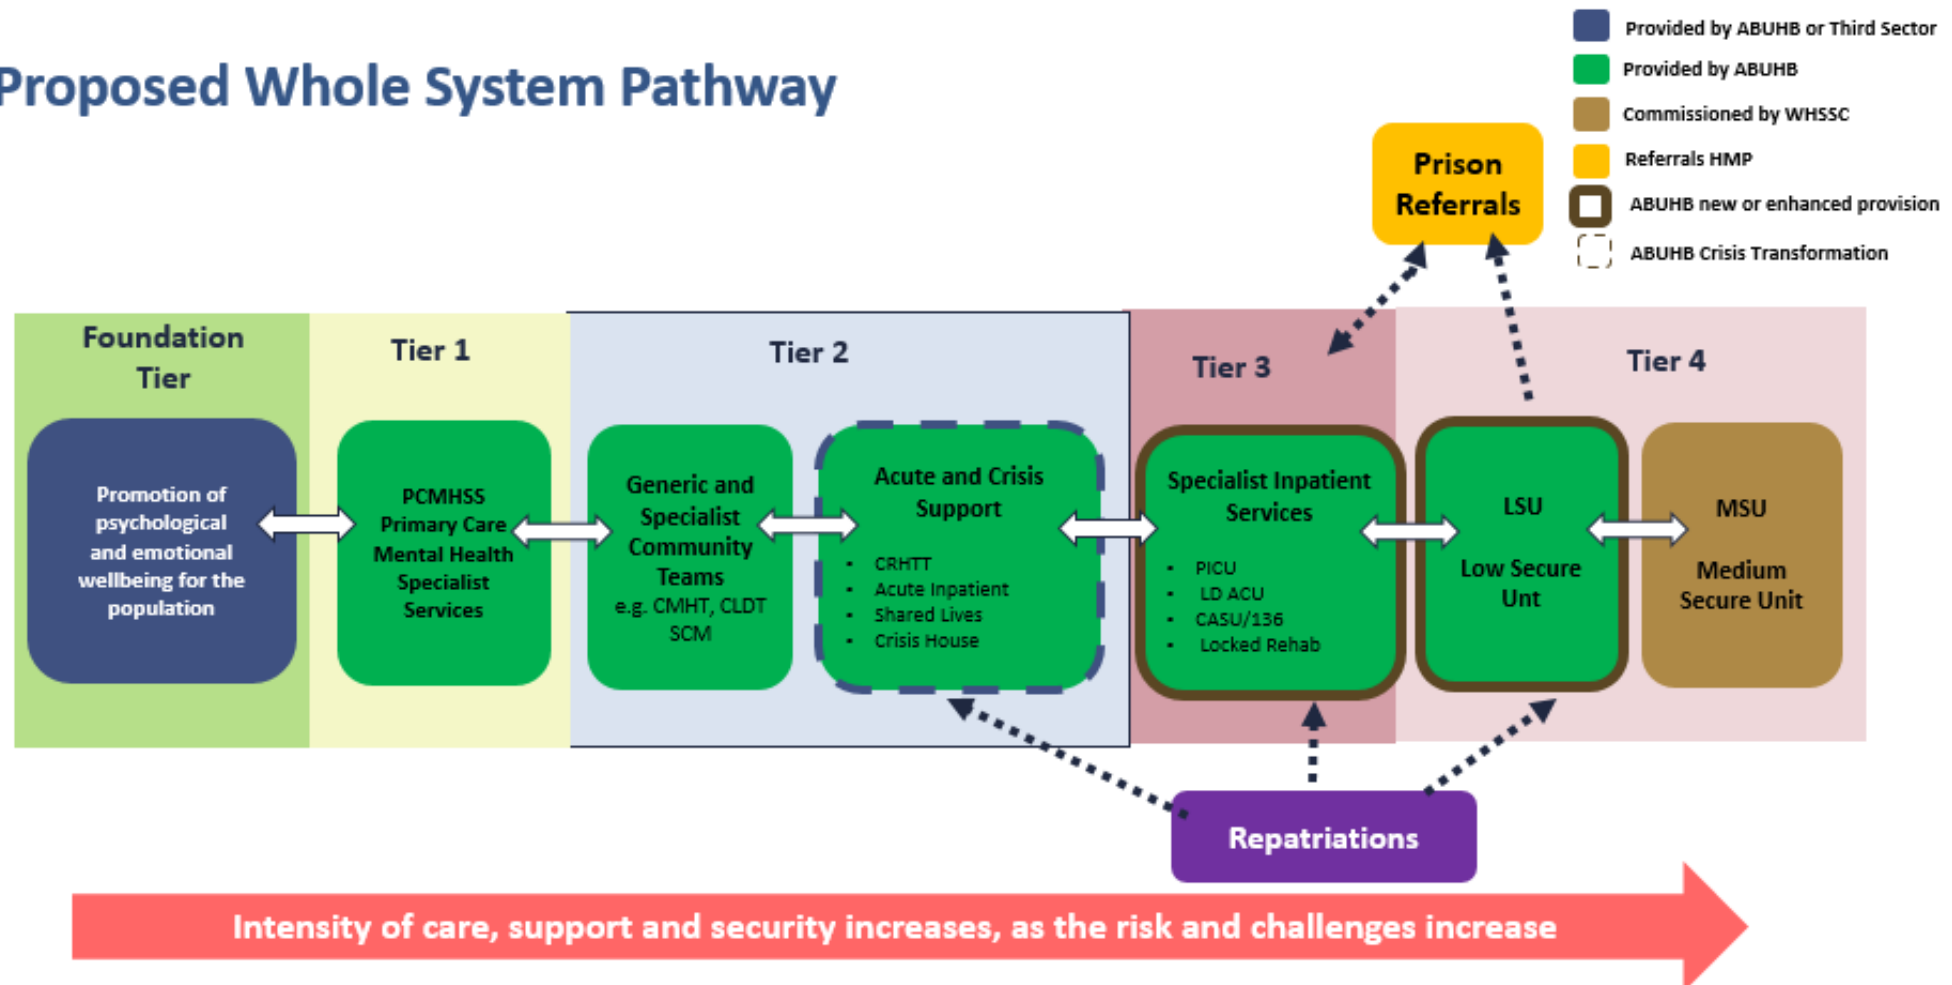 Proposed Whole System Pathway
Provided by ABUHB or Third Sector
Provided by ABUHB
Commissioned by WHSSC
Referrals HMP
ABUHB new or enhanced provision
ABUHB Crisis Transformation
Prison
Referrals
Foundation
Tier
Tier 1
Tier 2
Tier 3
Tier 4
Promotion of
psychological
and emotional
wellbeing for the
population
PCMHSS
Primary Care
Mental Health
Specialist
Services
Generic and
Specialist
Community
Teams
e.g. CMHT, CLDT
SCM
Acute and Crisis
Support
▪ CRHTT
▪ Acute Inpatient
▪ Shared Lives
▪ Crisis House
Specialist Inpatient
Services
▪ PICU
▪ LD ACU
▪ CASU/136
▪ Locked Rehab
LSU
Low Secure
Unt
MSU
Medium
Secure Unit
Repatriations
Intensity of care, support and security increases, as the risk and challenges increase